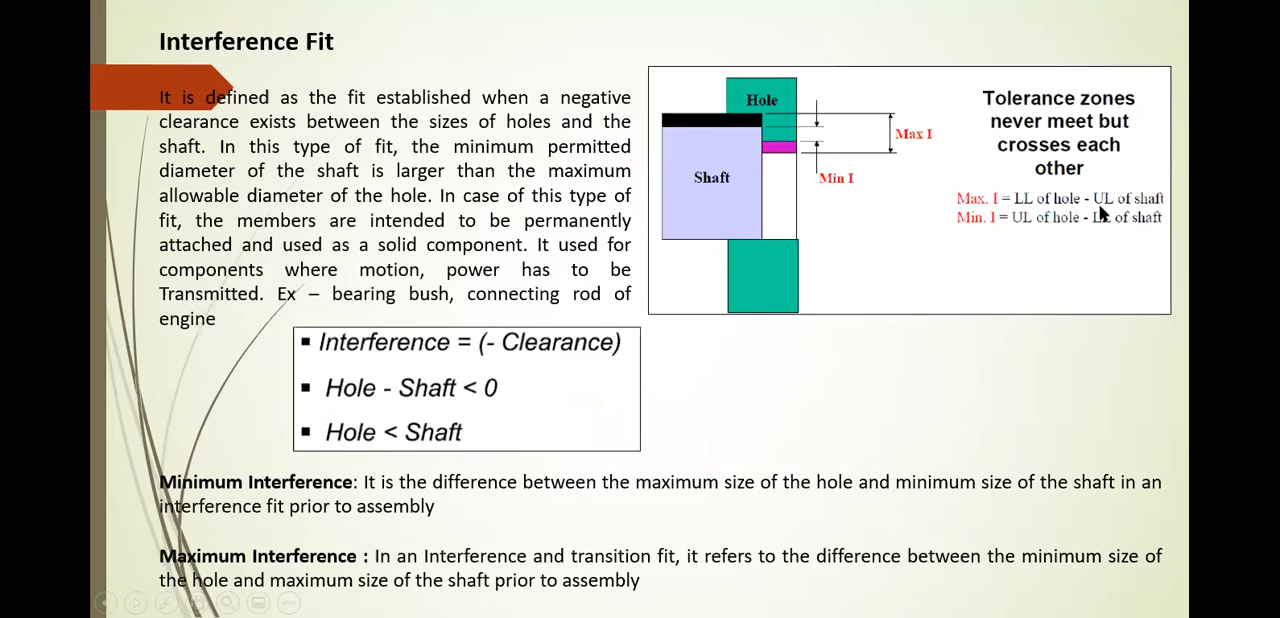 Interference Fit
It is defined as the fit established when a negative
clearance exists between the sizes of holes and the
shaft. In this type of fit, the minimum permitted
diameter of the shaft is larger than the maximum
allowable diameter of the hole. In case of this type of
fit, the members are intended to be permanently
attached and used as a solid component. It used for
components where motion, power has to be
Transmitted. Ex – bearing bush, connecting rod of
engine
Hole
Shaft
Max I
Min I
Tolerance zones
never meet but
crosses each
other
Max. I = LL of hole - UL of shaft
Min. I = UL of hole - LL of shaft
▪ Interference = (- Clearance)
▪ Hole - Shaft < 0
▪ Hole < Shaft
Minimum Interference: It is the difference between the maximum size of the hole and minimum size of the shaft in an
interference fit prior to assembly
Maximum Interference : In an Interference and transition fit, it refers to the difference between the minimum size of
the hole and maximum size of the shaft prior to assembly